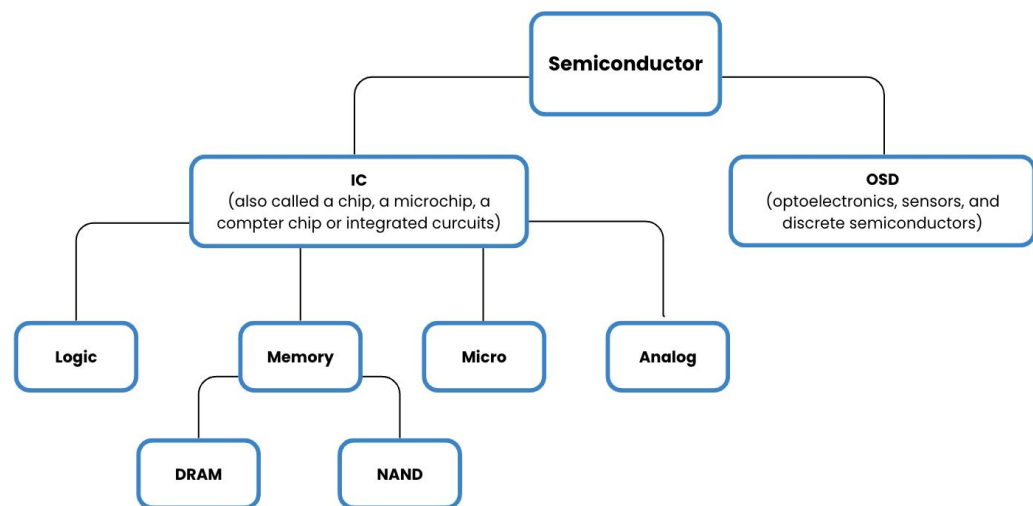 Semiconductor
IC
(also called a chip, a microchip, a
compter chip or integrated curcuits)
OSD
(optoelectronics, sensors, and
discrete semiconductors)
Logic
Memory
Micro
Analog
DRAM
NAND